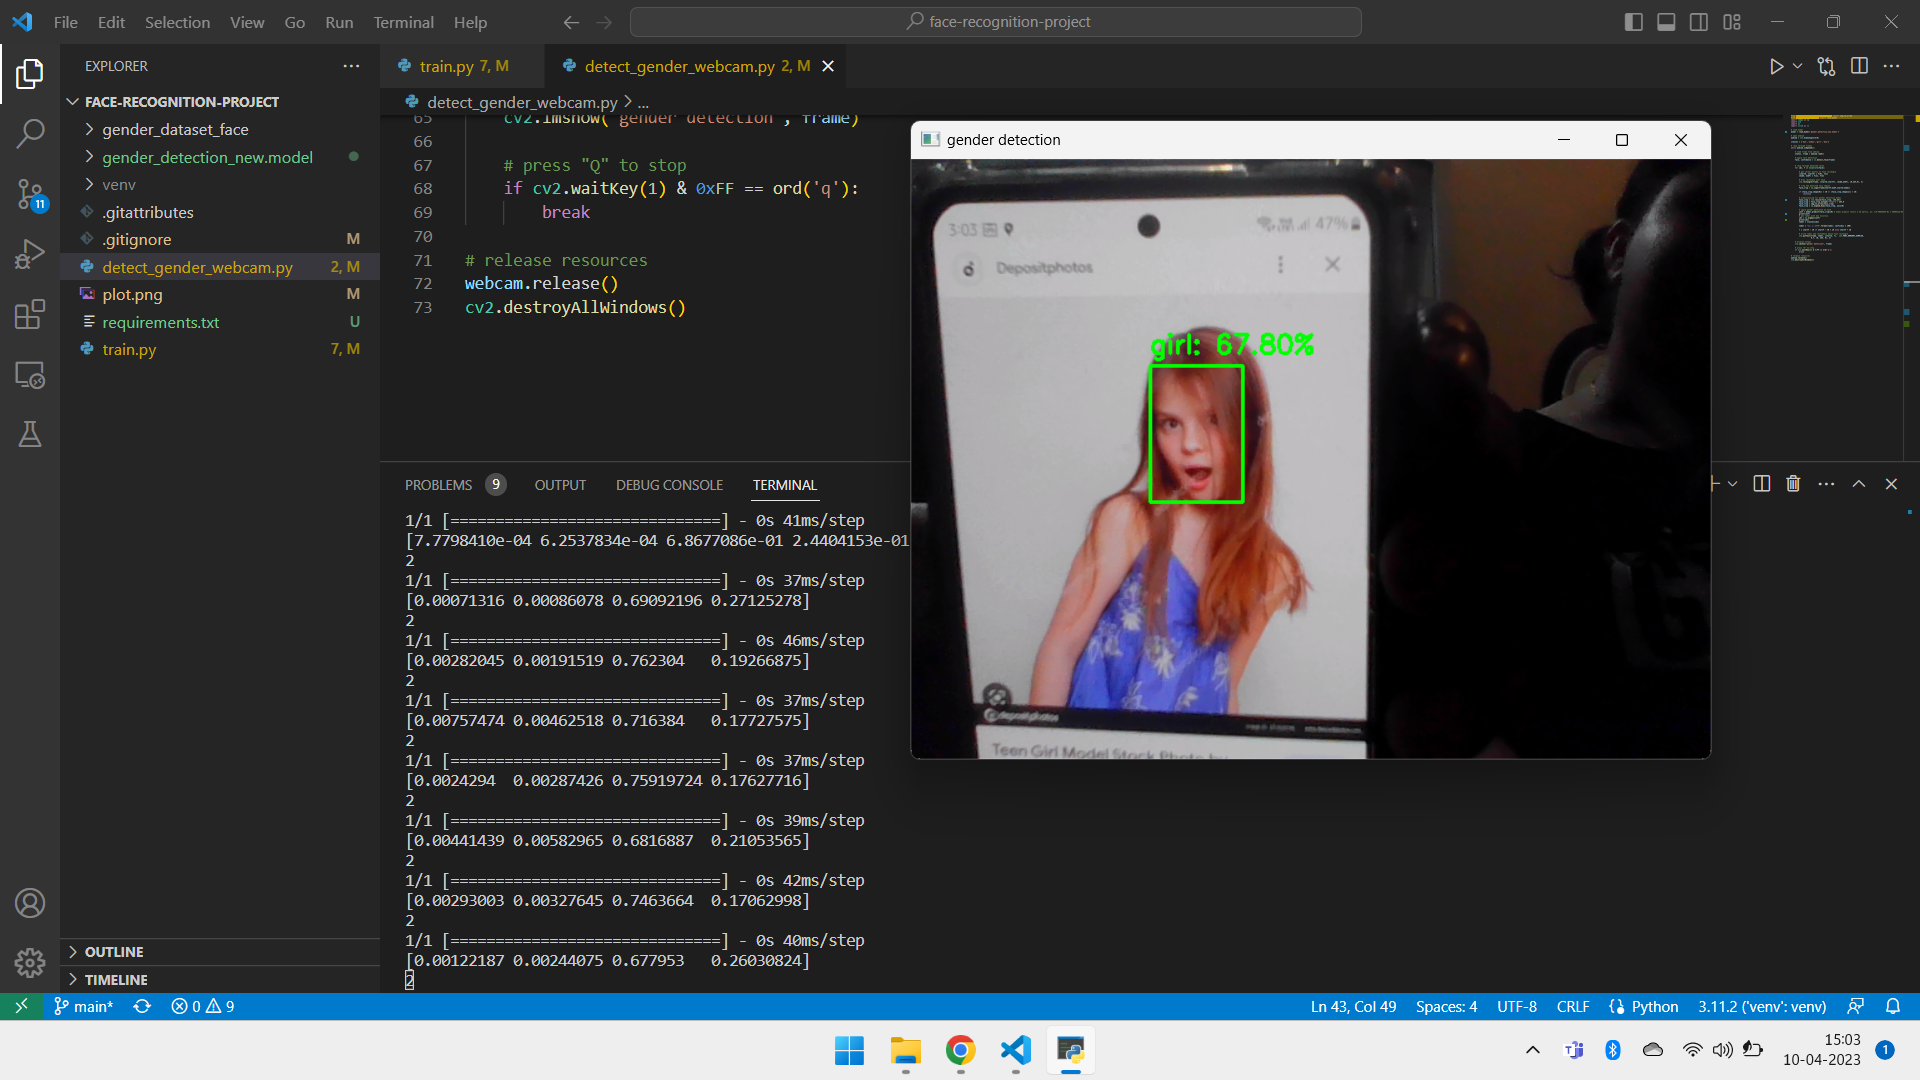 File Edit Selection View Go Run Terminal Help
face-recognition-project
EXPLORER
FACE-RECOGNITION-PROJECT
gender_dataset_face
gender_detection_new.model
venv
.gitattributes
.gitignore M
detect_gender_webcam.py 2, M
plot.png M
requirements.txt U
train.py 7, M
OUTLINE
TIMELINE
11
train.py 7, M
detect_gender_webcam.py 2, M
detect_gender_webcam.py > ...
65 cv2.imshow("gender detection", frame)
66
67 # press "Q" to stop
68 if cv2.waitKey(1) & 0xFF == ord('q'):
69 break
70
71 # release resources
72 webcam.release()
73 cv2.destroyAllWindows()
gender detection
3:03 47%
Depositphotos
girl: 67.80%
depositphotos
Teen Girl Model Stock Photo by
PROBLEMS 9 OUTPUT DEBUG CONSOLE TERMINAL
1/1 [==============================] - 0s 41ms/step
[7.7798410e-04 6.2537834e-04 6.8677086e-01 2.4404153e-01
2
1/1 [==============================] - 0s 37ms/step
[0.00071316 0.00086078 0.69092196 0.27125278]
2
1/1 [==============================] - 0s 46ms/step
[0.00282045 0.00191519 0.762304   0.19266875]
2
1/1 [==============================] - 0s 37ms/step
[0.00757474 0.00462518 0.716384   0.17727575]
2
1/1 [==============================] - 0s 37ms/step
[0.0024294  0.00287426 0.75919724 0.17627716]
2
1/1 [==============================] - 0s 39ms/step
[0.00441439 0.00582965 0.6816887  0.21053565]
2
1/1 [==============================] - 0s 42ms/step
[0.00293003 0.00327645 0.7463664  0.17062998]
2
1/1 [==============================] - 0s 40ms/step
[0.00122187 0.00244075 0.677953   0.26030824]
2
main* 0 9
Ln 43, Col 49 Spaces: 4 UTF-8 CRLF Python 3.11.2 ('venv': venv)
15:03
10-04-2023
1